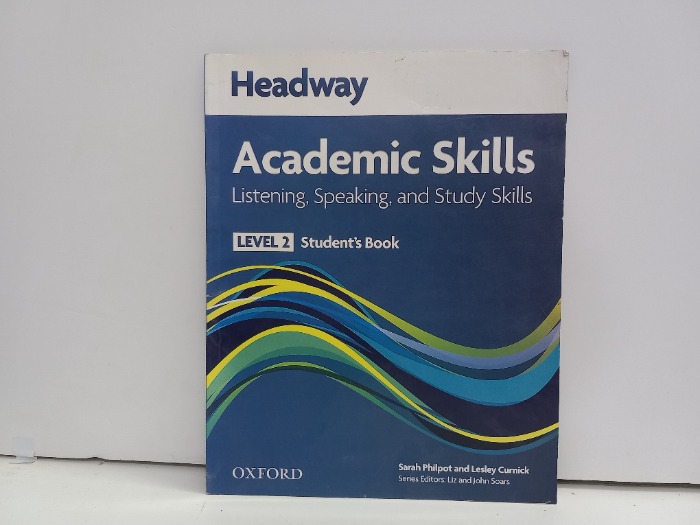 Headway
Academic Skills
Listening, Speaking, and Study Skills
LEVEL 2 Student's Book
Sarah Philpot and Lesley Curnick
Series Editors: Liz and John Soars
OXFORD